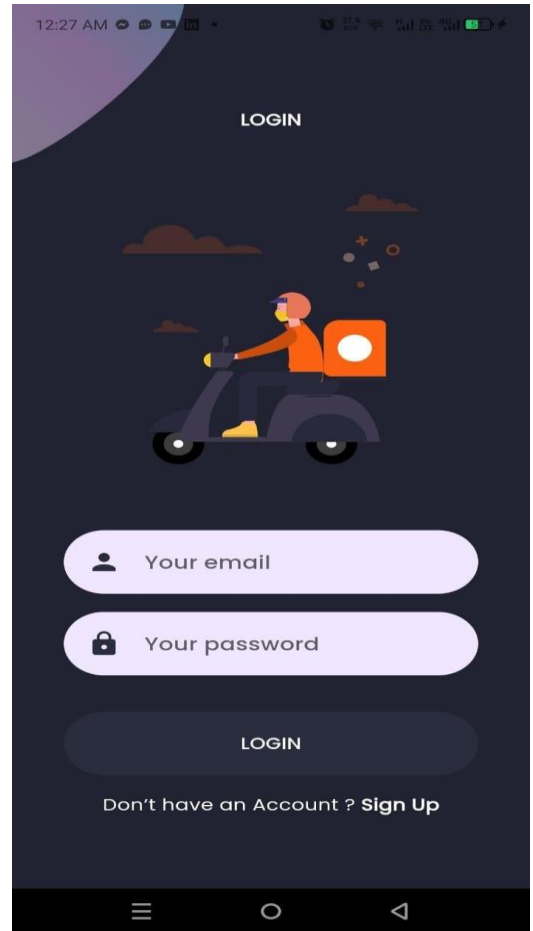 12:27 AM
LOGIN
Your email
Your password
LOGIN
Don't have an Account ? Sign Up